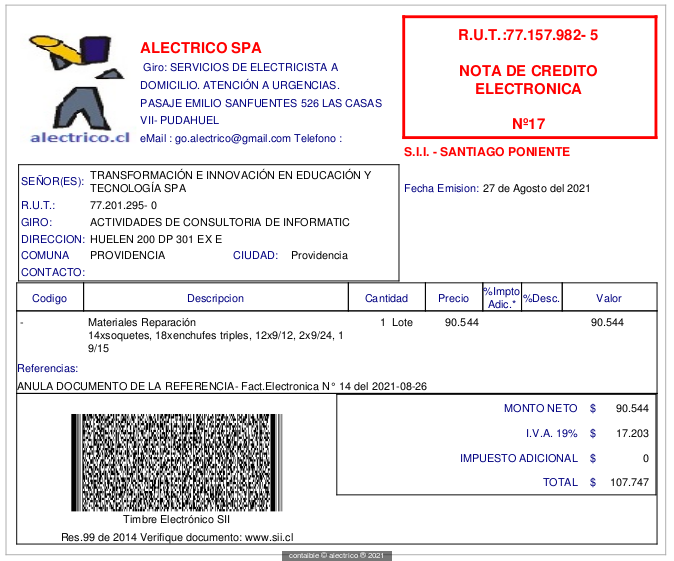 alectrico.cl
ALECTRICO SPA
Giro: SERVICIOS DE ELECTRICISTA A
DOMICILIO. ATENCIÓN A URGENCIAS.
PASAJE EMILIO SANFUENTES 526 LAS CASAS
VII- PUDAHUEL
eMail : go.alectrico@gmail.com Telefono :
R.U.T.:77.157.982- 5
NOTA DE CREDITO
ELECTRONICA
Nº17
S.I.I. - SANTIAGO PONIENTE
Fecha Emision: 27 de Agosto del 2021
SEÑOR(ES): TRANSFORMACIÓN E INNOVACIÓN EN EDUCACIÓN Y
TECNOLOGÍA SPA
R.U.T.: 77.201.295- 0
GIRO: ACTIVIDADES DE CONSULTORIA DE INFORMATIC
DIRECCION: HUELEN 200 DP 301 EX E
COMUNA PROVIDENCIA CIUDAD: Providencia
CONTACTO:
Codigo Descripcion Cantidad Precio %Impto Adic.* %Desc. Valor
- Materiales Reparación 1 Lote 90.544 90.544
14xsoquetes, 18xenchufes triples, 12x9/12, 2x9/24, 1
9/15
Referencias:
ANULA DOCUMENTO DE LA REFERENCIA- Fact.Electronica N° 14 del 2021-08-26
MONTO NETO $ 90.544
I.V.A. 19% $ 17.203
IMPUESTO ADICIONAL $ 0
TOTAL $ 107.747
Timbre Electrónico SII
Res.99 de 2014 Verifique documento: www.sii.cl
contaible © alectrico ® 2021